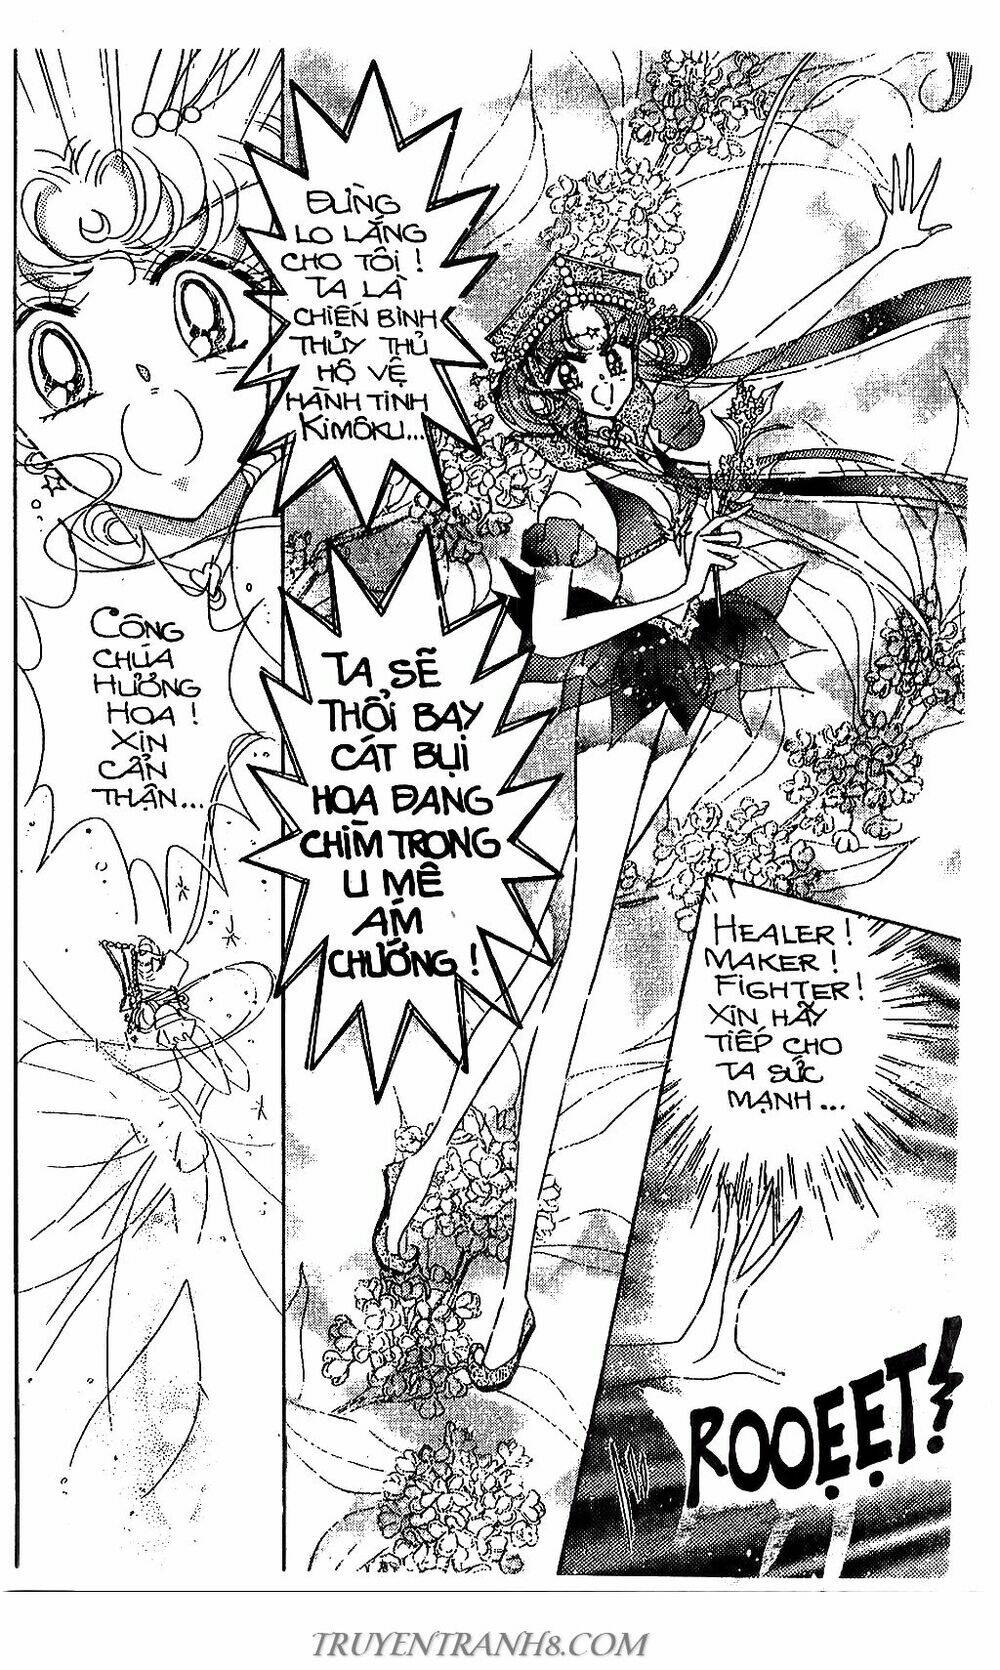 ĐỪNG
LO LẮNG
CHO TÔI !
TA LÀ
CHIẾN BINH
THỦY THỦ
HỘ VỆ
HÀNH TINH
KIMÔKU...
CÔNG
CHÚA
HƯƠNG
HOA !
XIN
CẨN
THẬN...
TA SẼ
THỔI BAY
CÁT BỤI
HOA ĐANG
CHÌM TRONG
U MÊ
ÁM
CHƯỚNG !
HEALER !
MAKER !
FIGHTER !
XIN HÃY
TIẾP CHO
TA SỨC
MẠNH...
ROOẸẸT!
TRUYENTRANH8.COM